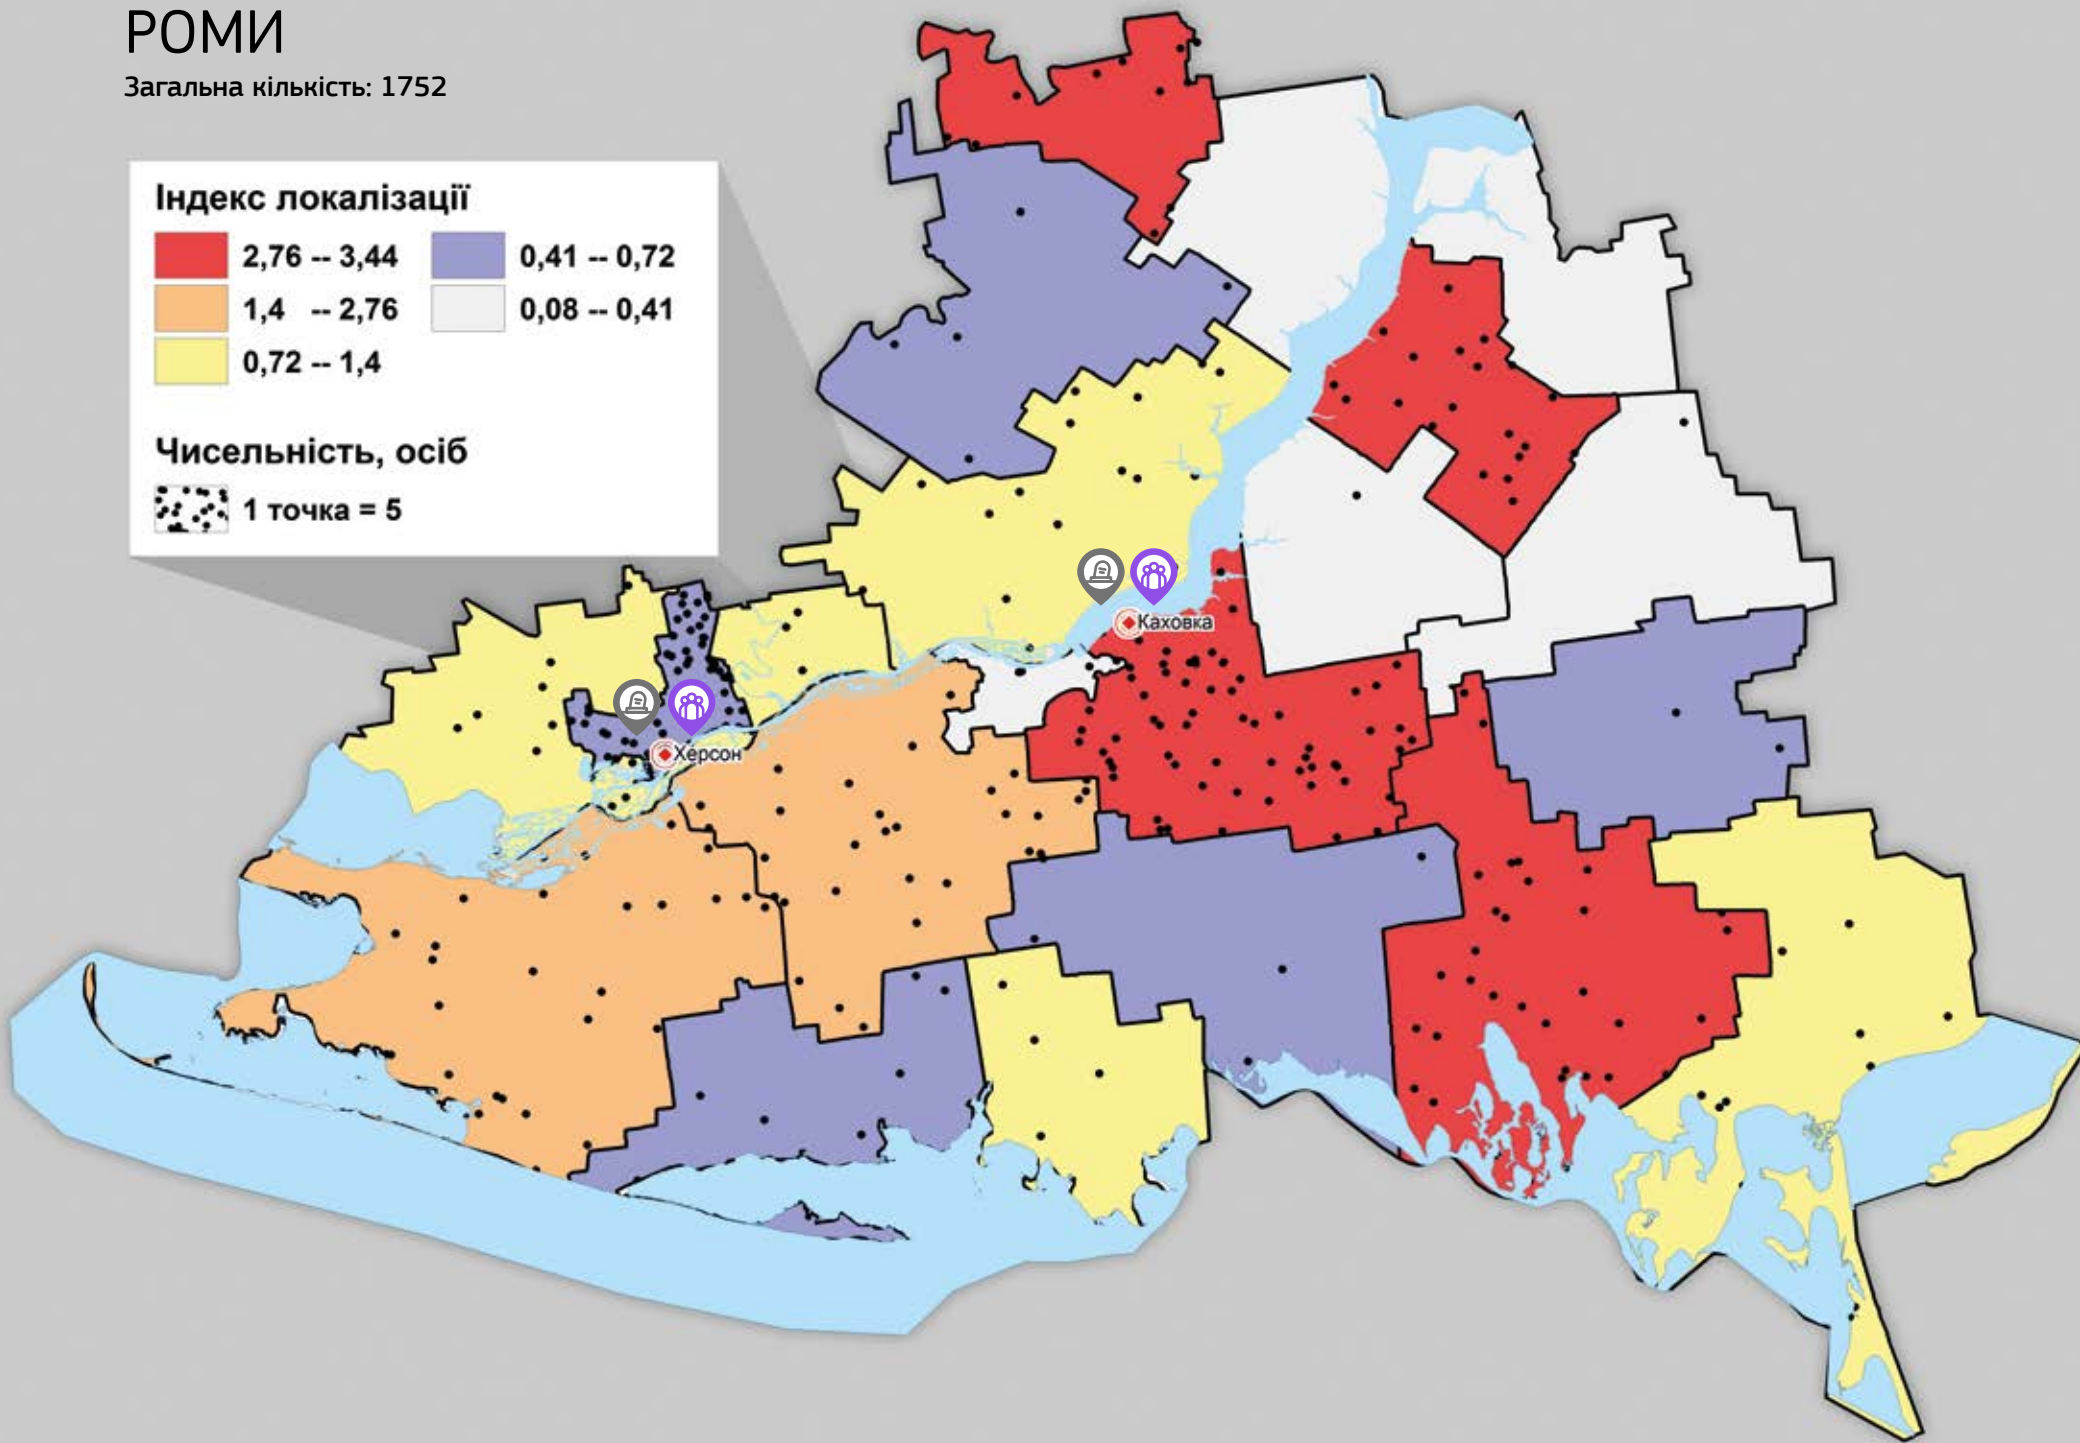 РОМИ
Загальна кількість: 1752
Індекс локалізації
2,76 -- 3,44
0,41 -- 0,72
1,4 -- 2,76
0,08 -- 0,41
0,72 -- 1,4
Чисельність, осіб
1 точка = 5
Каховка
Херсон